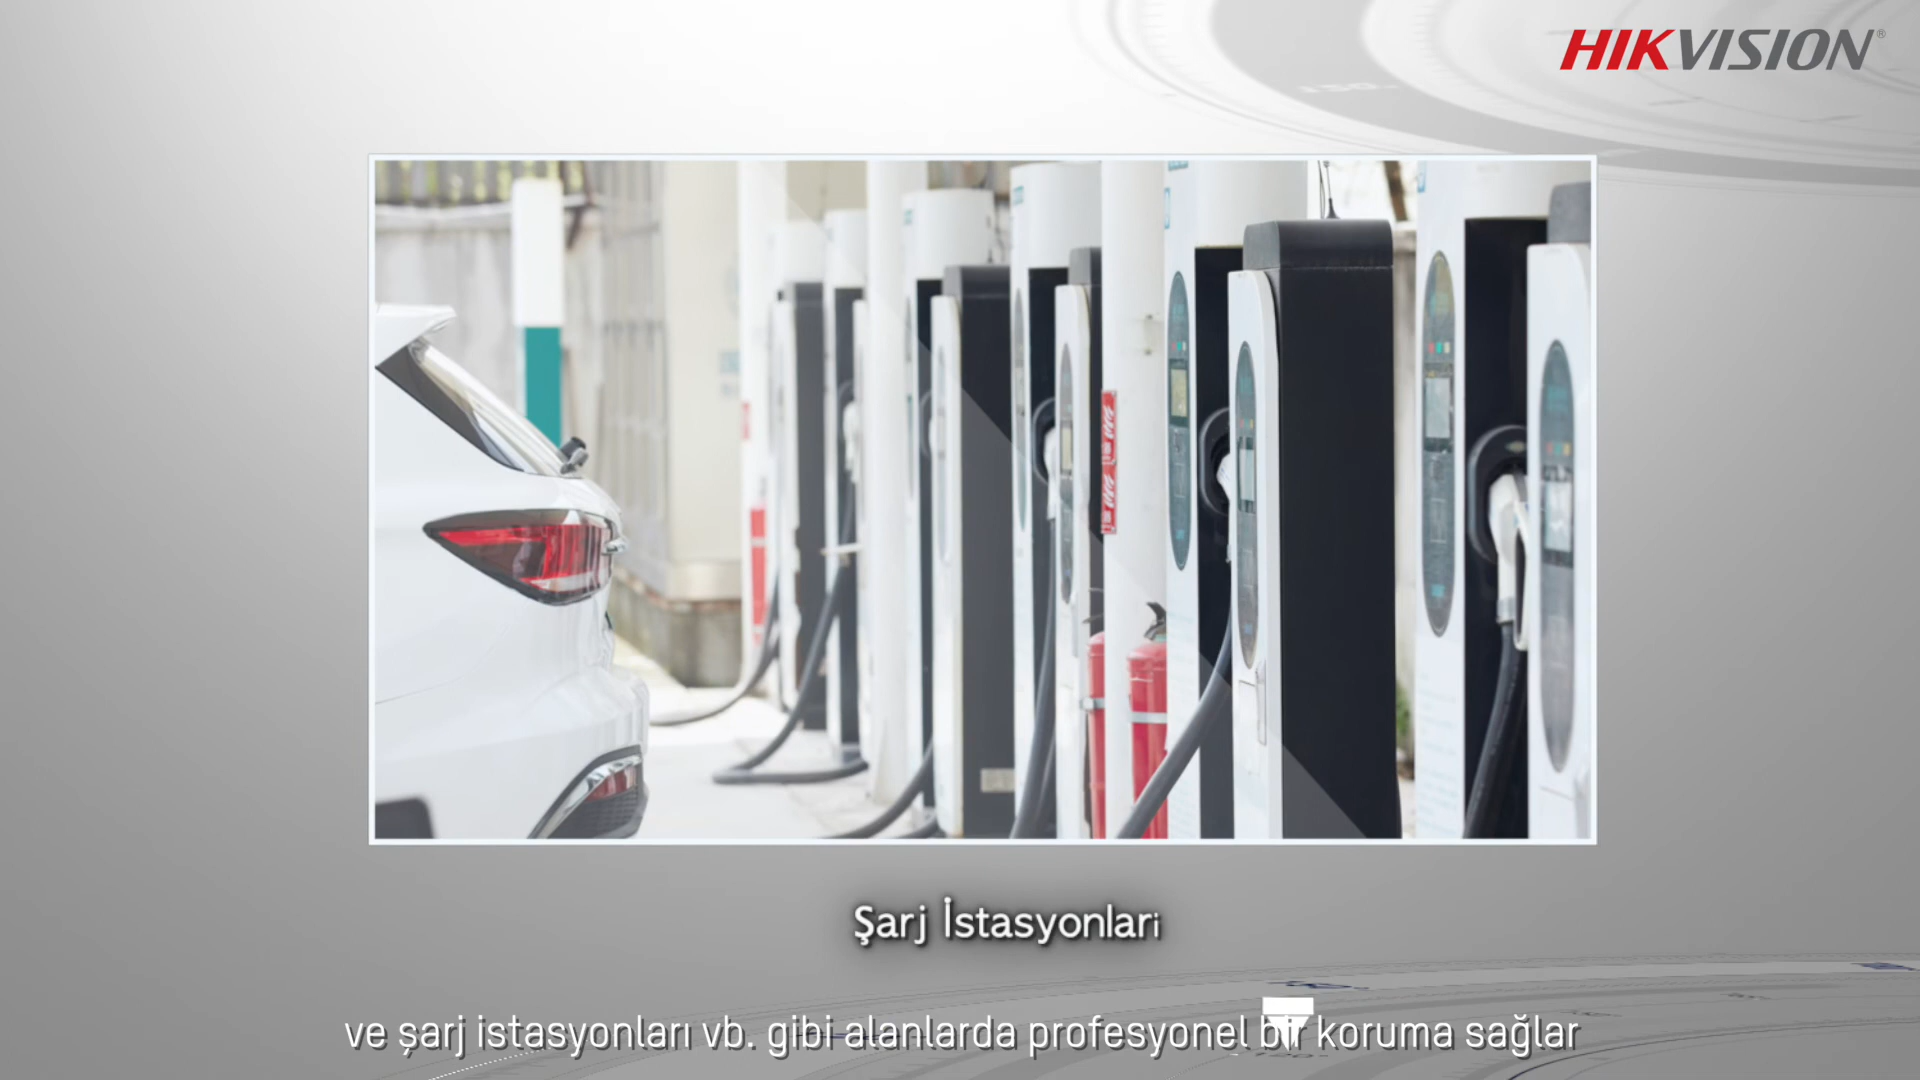 HIKVISION®
Şarj İstasyonları
ve şarj istasyonları vb. gibi alanlarda profesyonel bir koruma sağlar